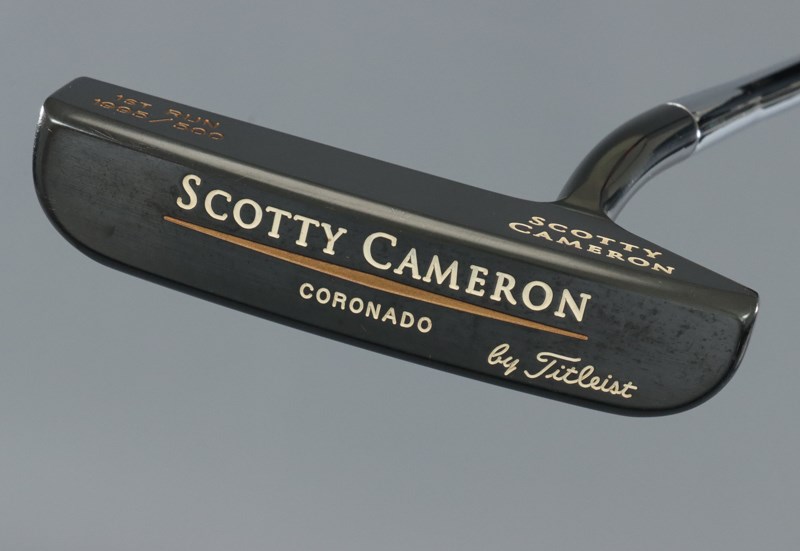 1ST RUN
1995/500
SCOTTY CAMERON
SCOTTY
CAMERON
CORONADO
by Titleist